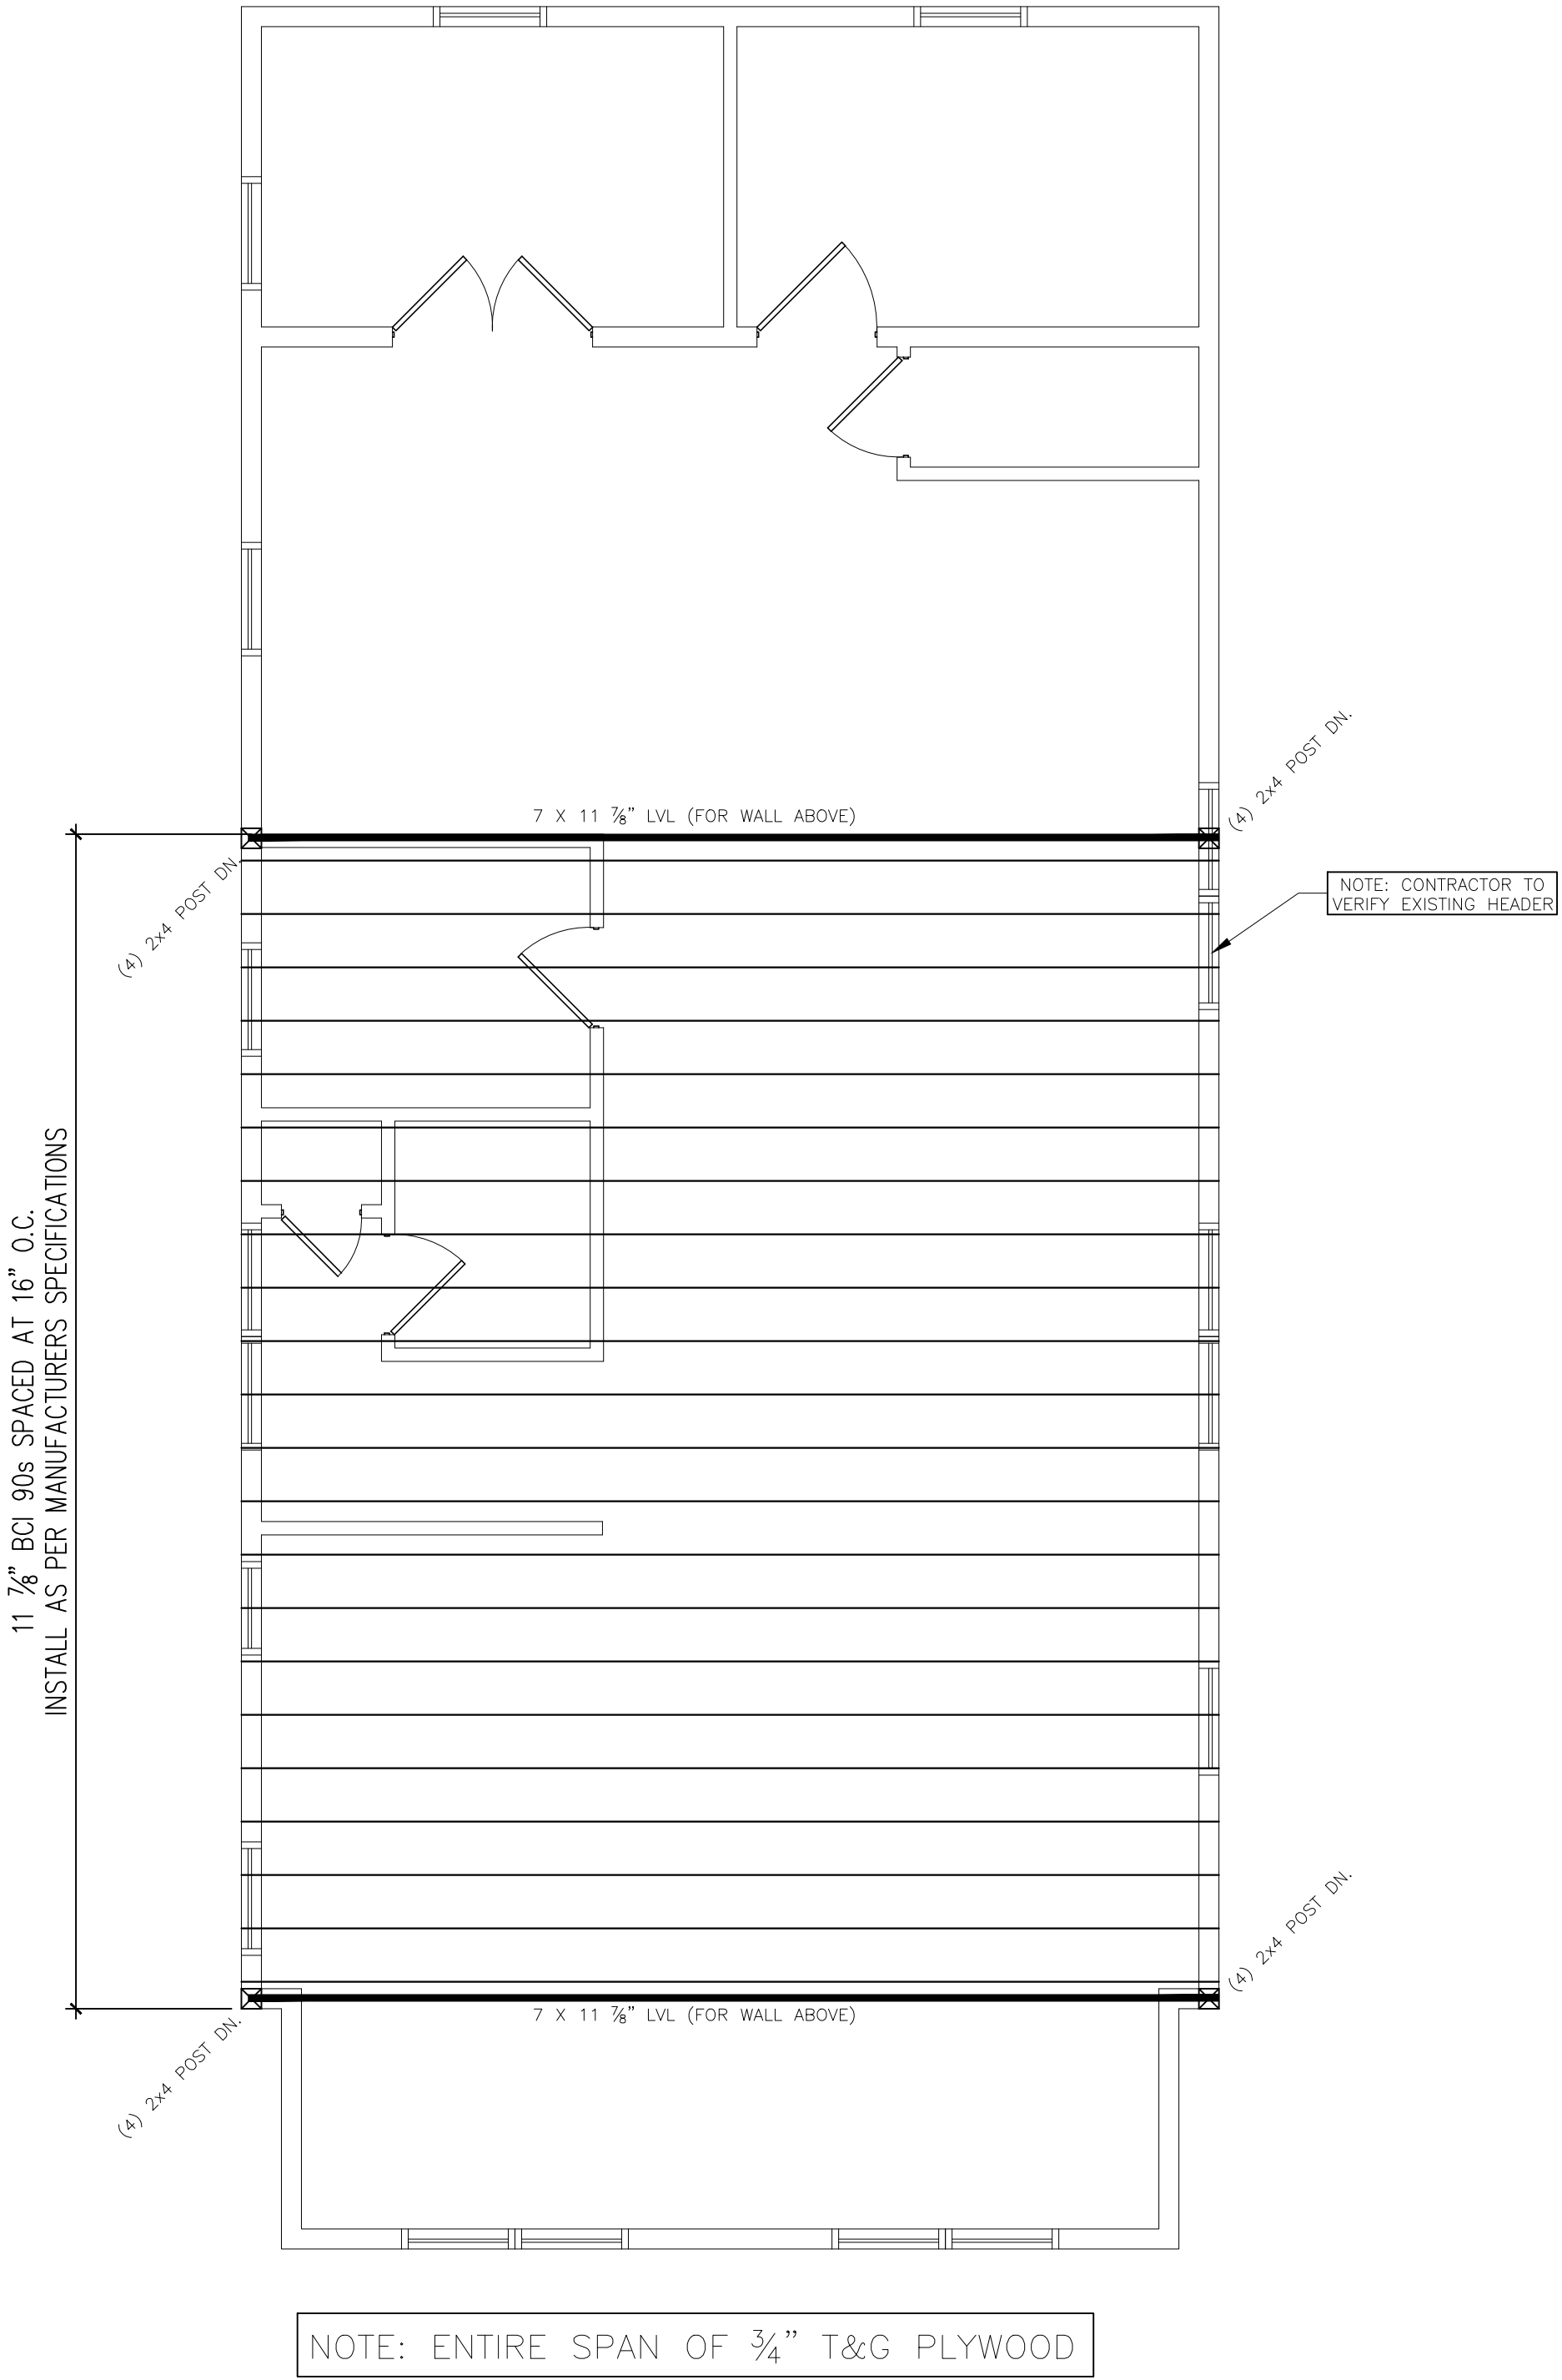 (4) 2x4 POST DN.
7 X 11 ⅞” LVL (FOR WALL ABOVE)
(4) 2x4 POST DN.
NOTE: CONTRACTOR TO
VERIFY EXISTING HEADER
11 ⅞” BCI 90s SPACED AT 16” O.C.
INSTALL AS PER MANUFACTURERS SPECIFICATIONS
(4) 2x4 POST DN.
7 X 11 ⅞” LVL (FOR WALL ABOVE)
(4) 2x4 POST DN.
NOTE: ENTIRE SPAN OF ¾” T&G PLYWOOD